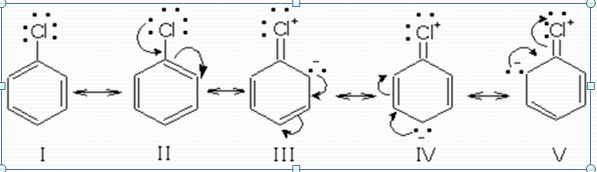 Cl Cl Cl+ Cl+ Cl+
- - -
I II III IV V